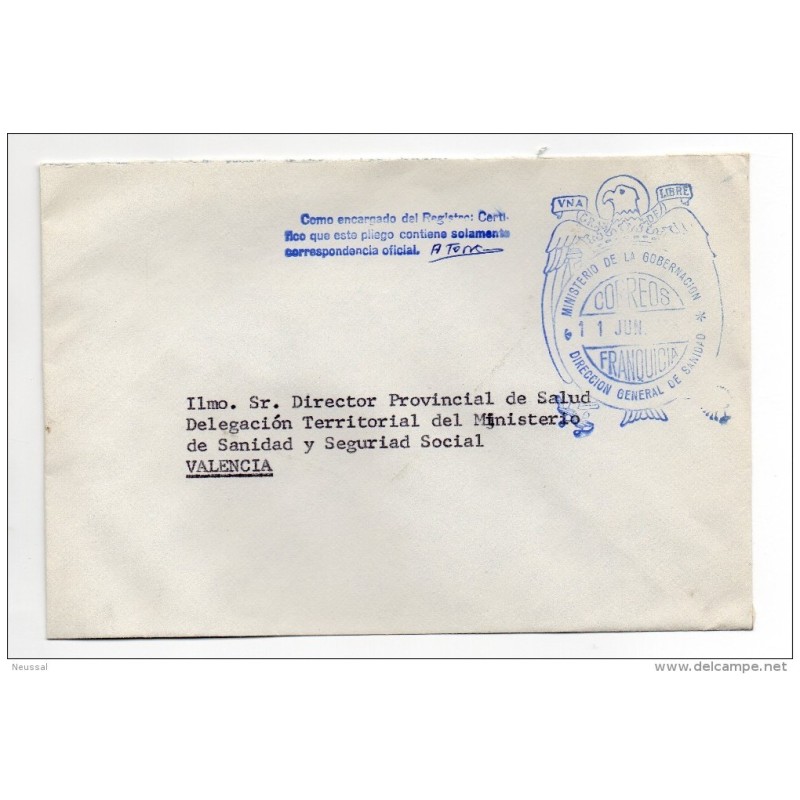 Como encargado del Registro: Certi-
fico que este pliego contiene solamente
correspondencia oficial. A Torr
VNA
LIBRE
MINISTERIO DE LA GOBERNACION
CORREOS
11 JUN.
FRANQUICIA
DIRECCION GENERAL DE SANIDAD
Ilmo. Sr. Director Provincial de Salud
Delegación Territorial del Ministerio
de Sanidad y Seguriad Social
VALENCIA
Neussal
www.delcampe.net